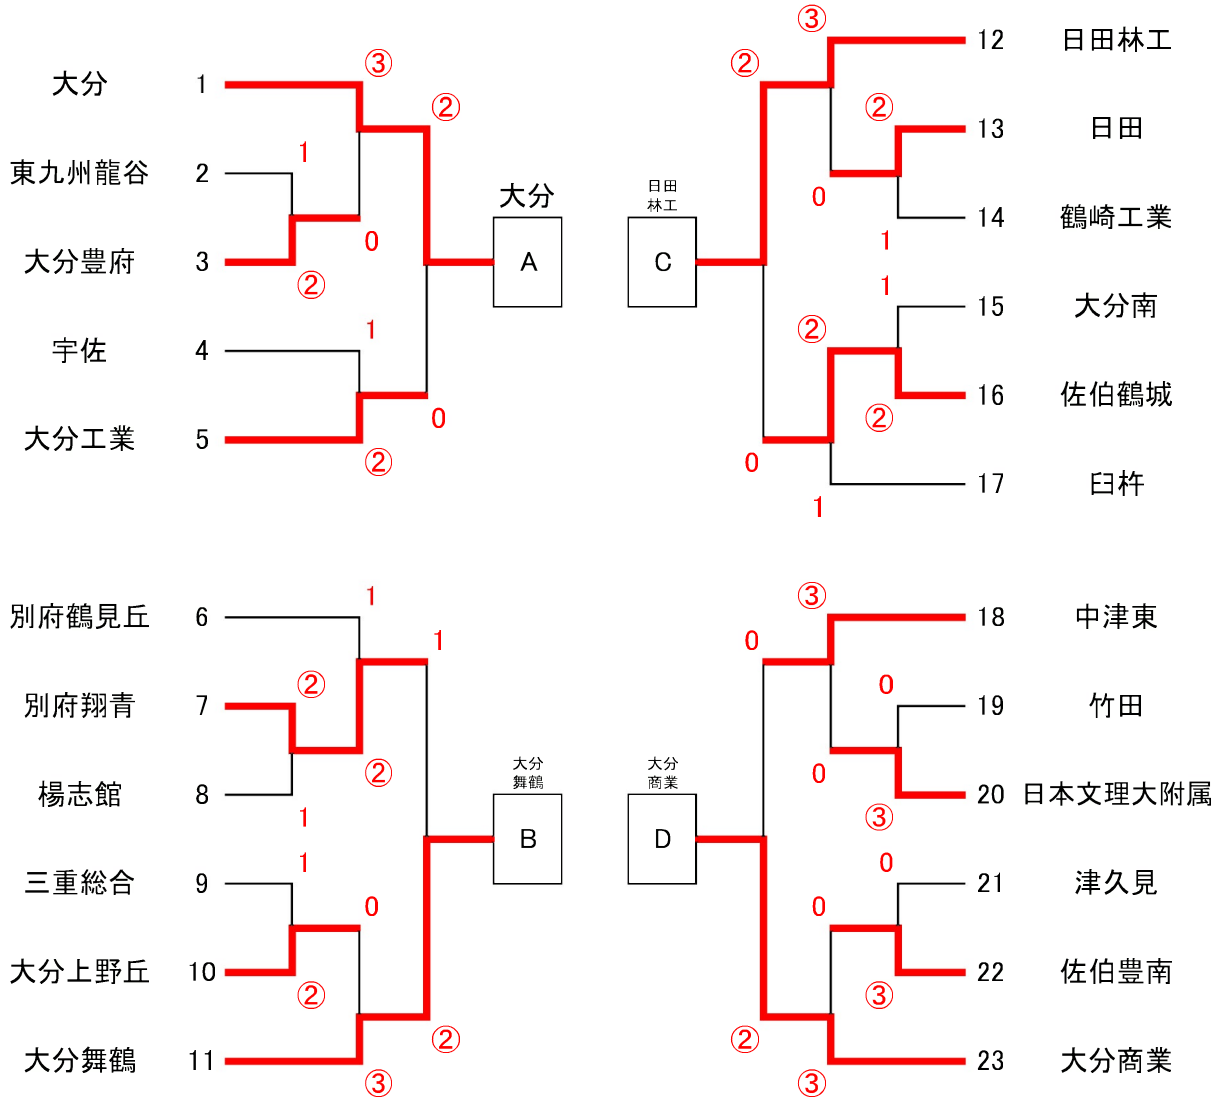 ③
②
12 日田林工
③
大分 1
②
②
13 日田
1
東九州龍谷 2
0
日田
林工
大分
14 鶴崎工業
0
1
大分豊府 3
A
C
②
1
15 大分南
1
②
宇佐 4
16 佐伯鶴城
0
②
大分工業 5
②
0
17 臼杵
1
1
③
別府鶴見丘 6
18 中津東
1
0
②
0
別府翔青 7
19 竹田
大分
舞鶴
大分
商業
②
0
楊志館 8
20 日本文理大附属
1
③
B
D
1
0
三重総合 9
21 津久見
0
0
大分上野丘 10
22 佐伯豊南
②
③
②
②
大分舞鶴 11
23 大分商業
③
③